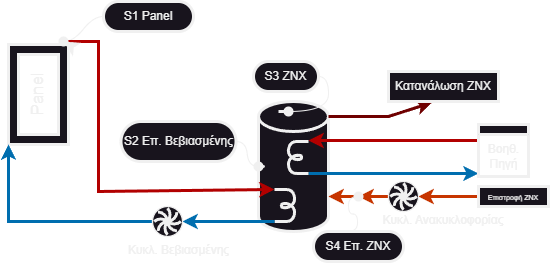 S1 Panel
S3 ΖΝΧ
Κατανάλωση ΖΝΧ
Panel
S2 Επ. Βεβιασμένης
Βοηθ.
Πηγή
Επιστροφή ΖΝΧ
Κυκλ. Ανακυκλοφορίας
Κυκλ. Βεβιασμένης
S4 Επ. ΖΝΧ